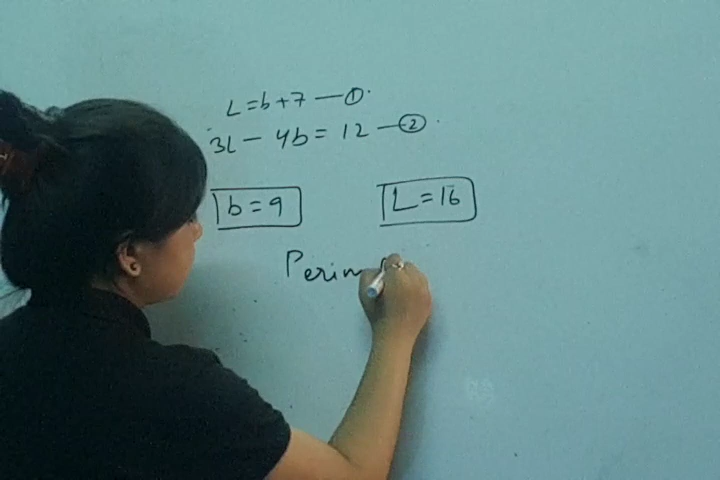 L = b + 7 — ①
3L - 4b = 12 — ②
b = 9 L = 16
Perim